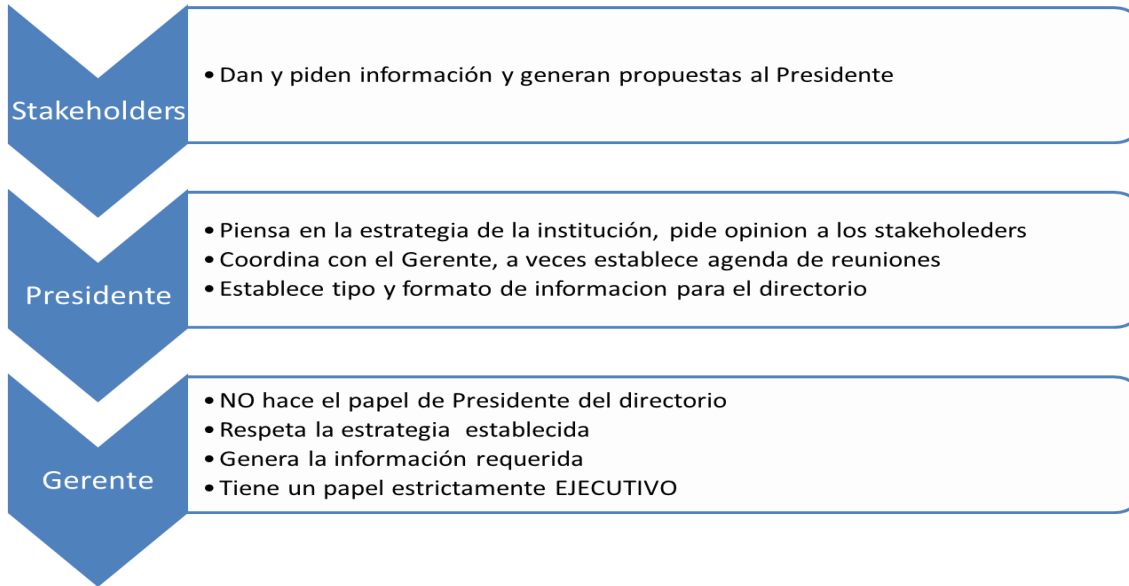 Stakeholders
• Dan y piden información y generan propuestas al Presidente
Presidente
• Piensa en la estrategia de la institución, pide opinion a los stakeholeders
• Coordina con el Gerente, a veces establece agenda de reuniones
• Establece tipo y formato de informacion para el directorio
Gerente
• NO hace el papel de Presidente del directorio
• Respeta la estrategia  establecida
• Genera la información requerida
• Tiene un papel estrictamente EJECUTIVO